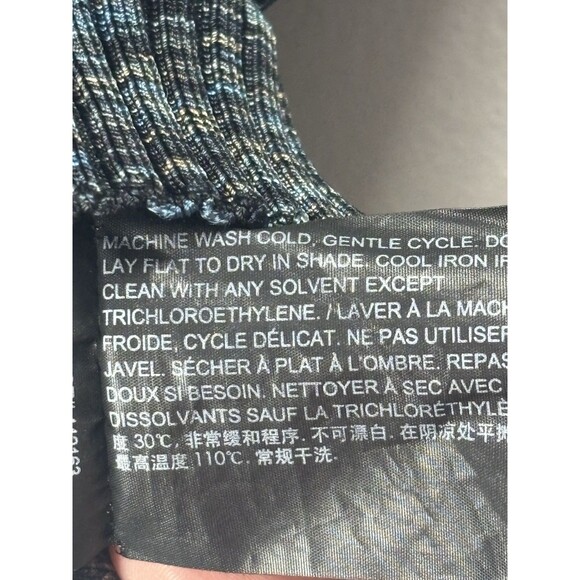 MACHINE WASH COLD, GENTLE CYCLE. DO
LAY FLAT TO DRY IN SHADE. COOL IRON IF
CLEAN WITH ANY SOLVENT EXCEPT
TRICHLOROETHYLENE. / LAVER À LA MACH
FROIDE, CYCLE DÉLICAT. NE PAS UTILISER
JAVEL. SÉCHER À PLAT À L'OMBRE. REPAS
DOUX SI BESOIN. NETTOYER À SEC AVEC
DISSOLVANTS SAUF LA TRICHLORÉTHYLÈ
度 30℃, 非常缓和程序. 不可漂白. 在阴凉处平摊
最高温度 110℃. 常规干洗.